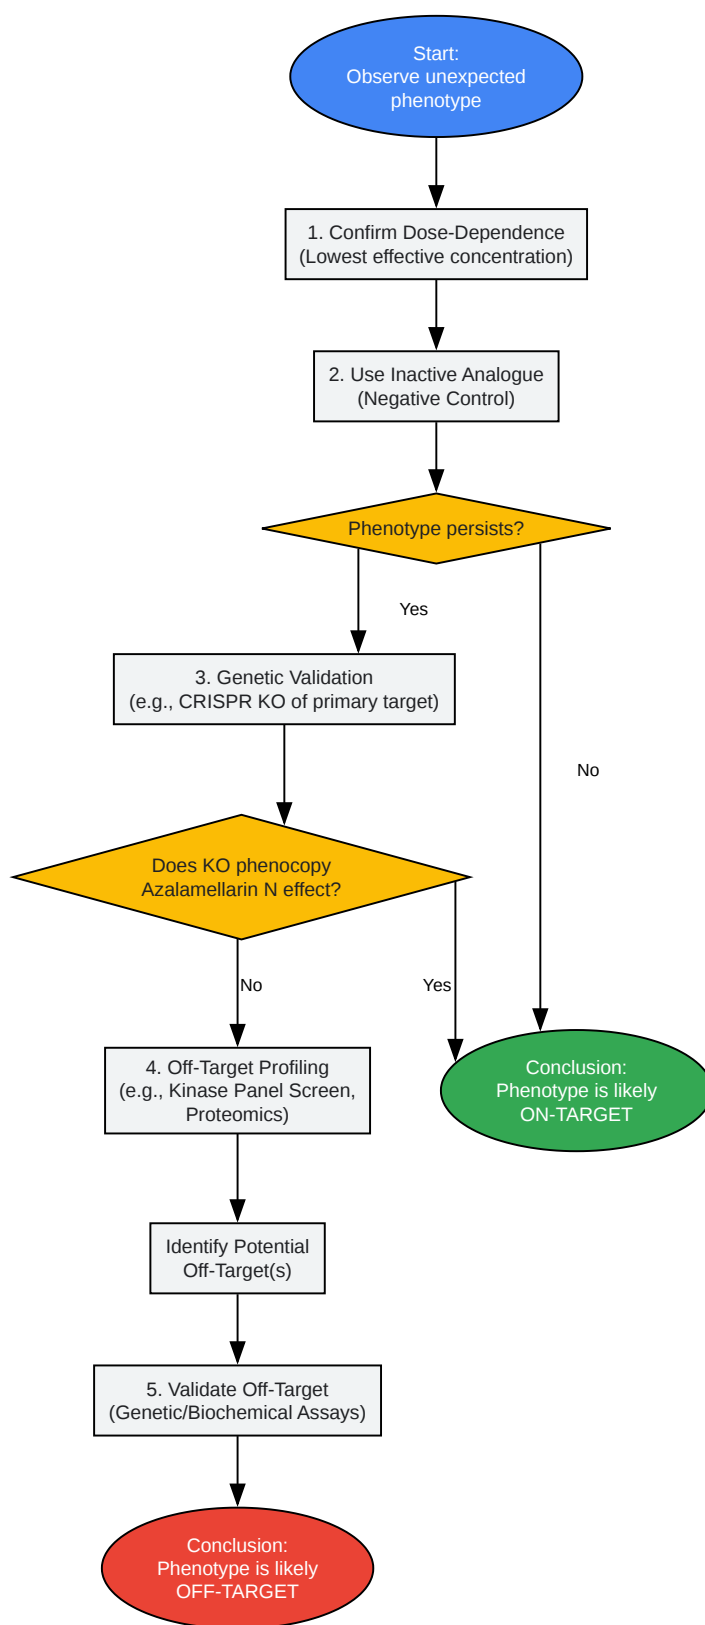 Start:
Observe unexpected
phenotype
1. Confirm Dose-Dependence
(Lowest effective concentration)
2. Use Inactive Analogue
(Negative Control)
Phenotype persists?
Yes
3. Genetic Validation
(e.g., CRISPR KO of primary target)
No
Does KO phenocopy
Azalamellarin N effect?
No
Yes
4. Off-Target Profiling
(e.g., Kinase Panel Screen,
Proteomics)
Conclusion:
Phenotype is likely
ON-TARGET
Identify Potential
Off-Target(s)
5. Validate Off-Target
(Genetic/Biochemical Assays)
Conclusion:
Phenotype is likely
OFF-TARGET